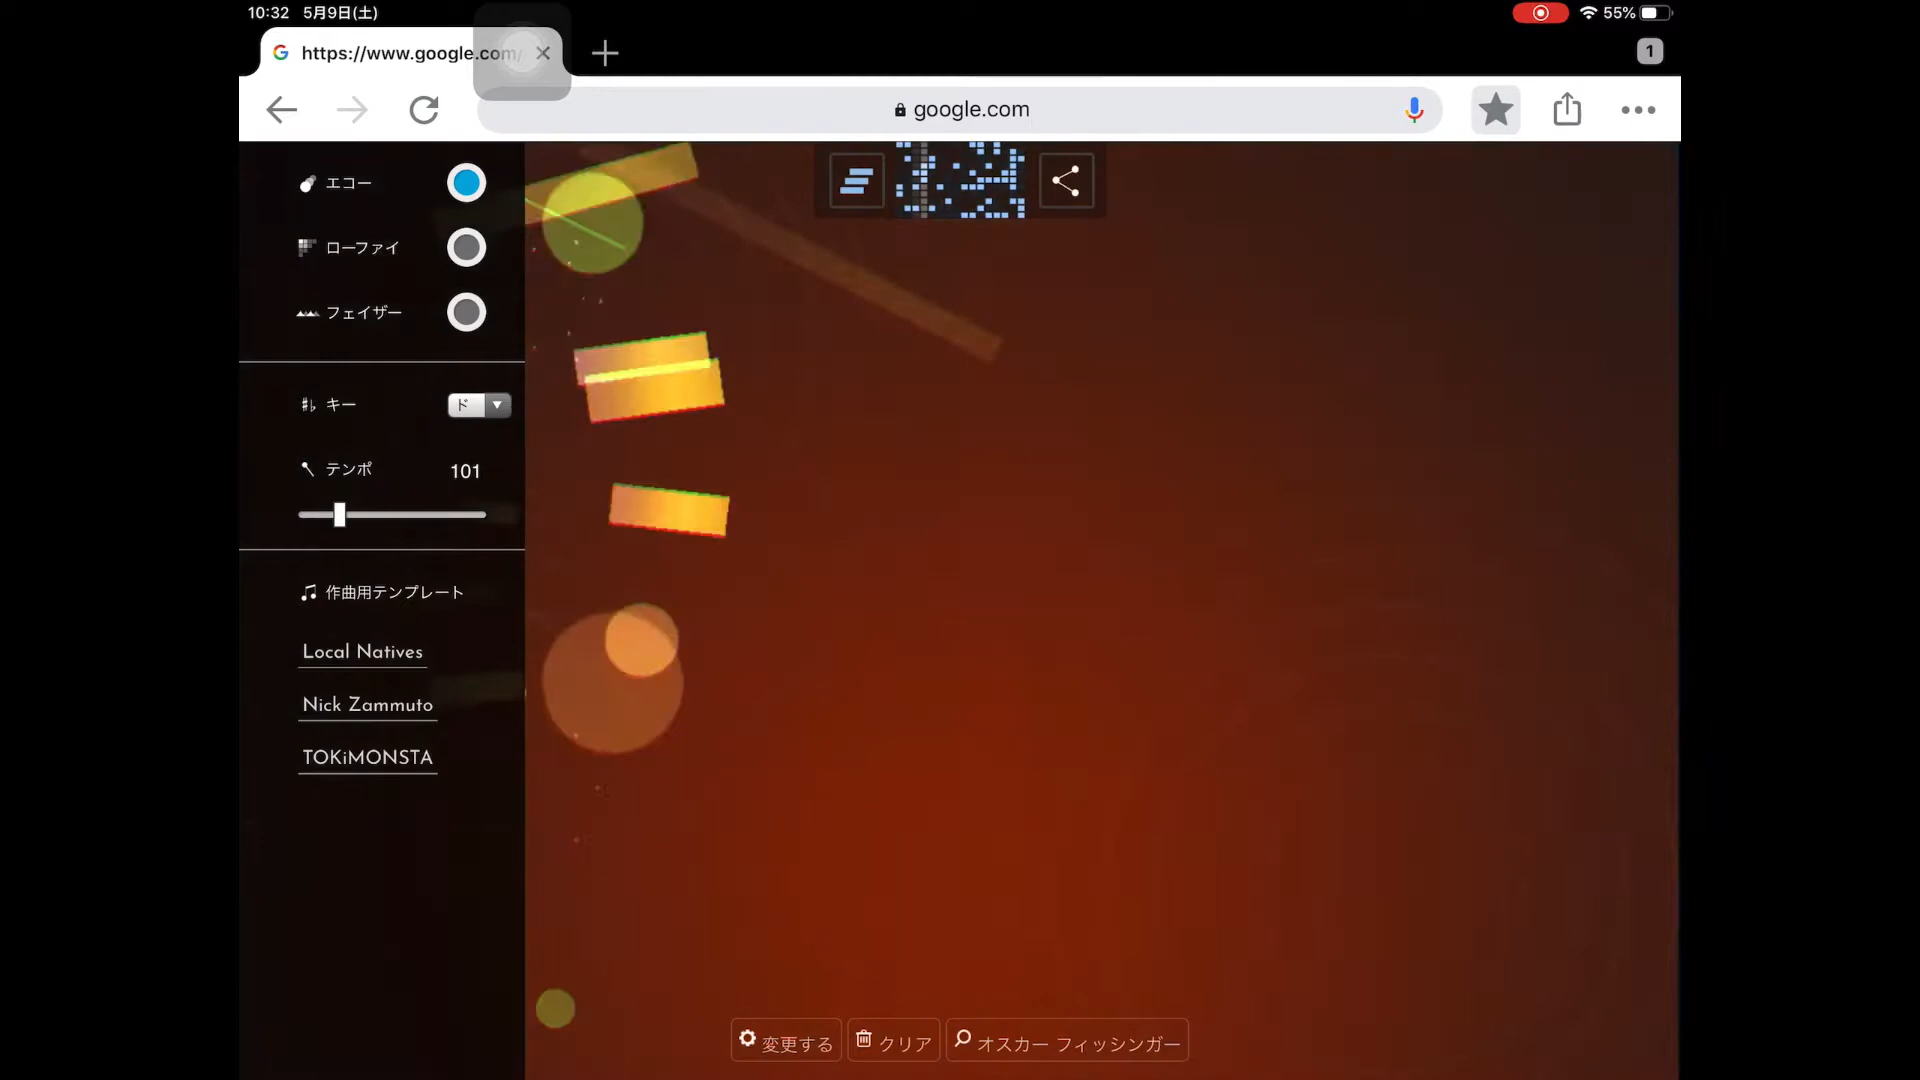 10:32 5月9日(土)
55%
https://www.google.com/
1
google.com
エコー
ローファイ
フェイザー
キー
ド
テンポ 101
作曲用テンプレート
Local Natives
Nick Zammuto
TOKiMONSTA
変更する クリア オスカー フィッシンガー